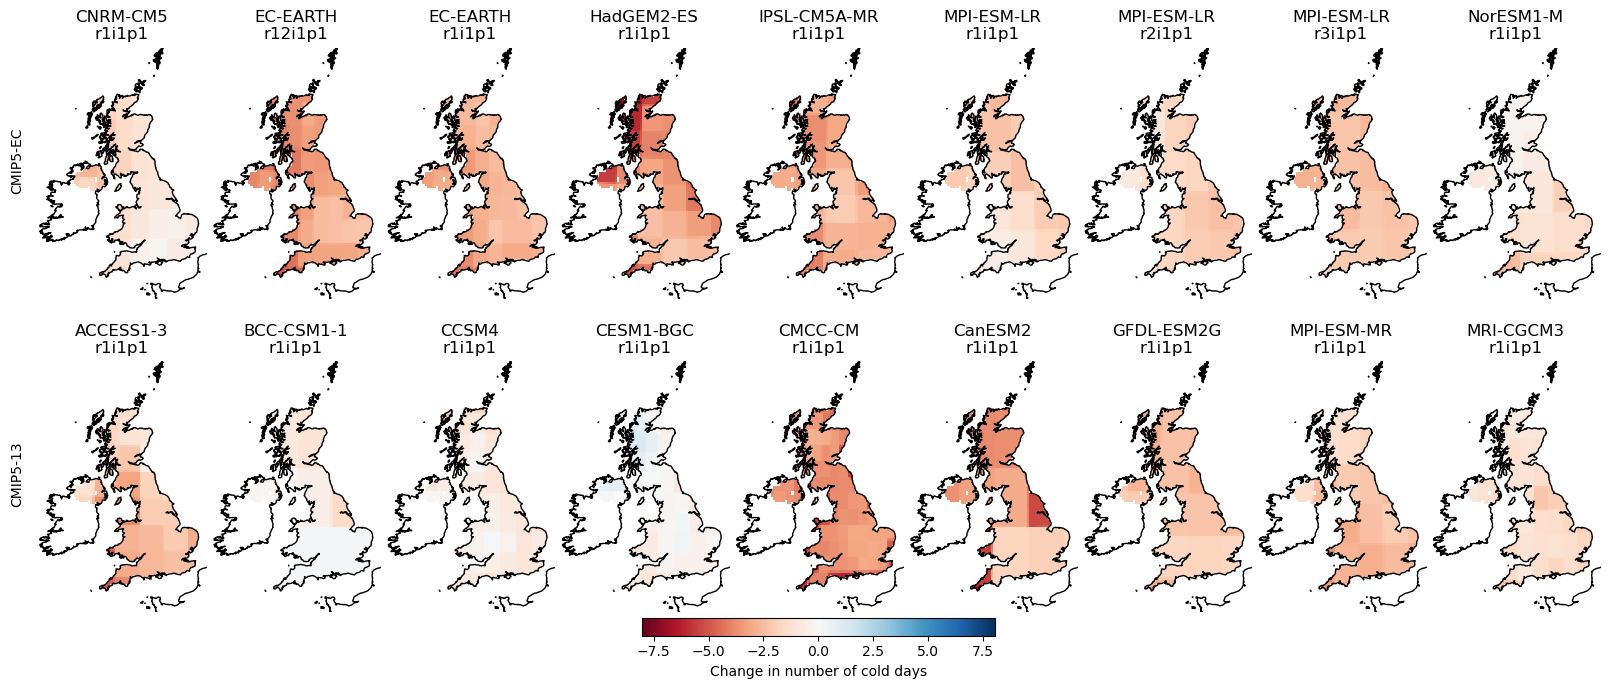 CNRM-CM5
r1i1p1
EC-EARTH
r12i1p1
EC-EARTH
r1i1p1
HadGEM2-ES
r1i1p1
IPSL-CM5A-MR
r1i1p1
MPI-ESM-LR
r1i1p1
MPI-ESM-LR
r2i1p1
MPI-ESM-LR
r3i1p1
NorESM1-M
r1i1p1
CMIP5-EC
ACCESS1-3
r1i1p1
BCC-CSM1-1
r1i1p1
CCSM4
r1i1p1
CESM1-BGC
r1i1p1
CMCC-CM
r1i1p1
CanESM2
r1i1p1
GFDL-ESM2G
r1i1p1
MPI-ESM-MR
r1i1p1
MRI-CGCM3
r1i1p1
CMIP5-13
−7.5 −5.0 −2.5 0.0 2.5 5.0 7.5
Change in number of cold days